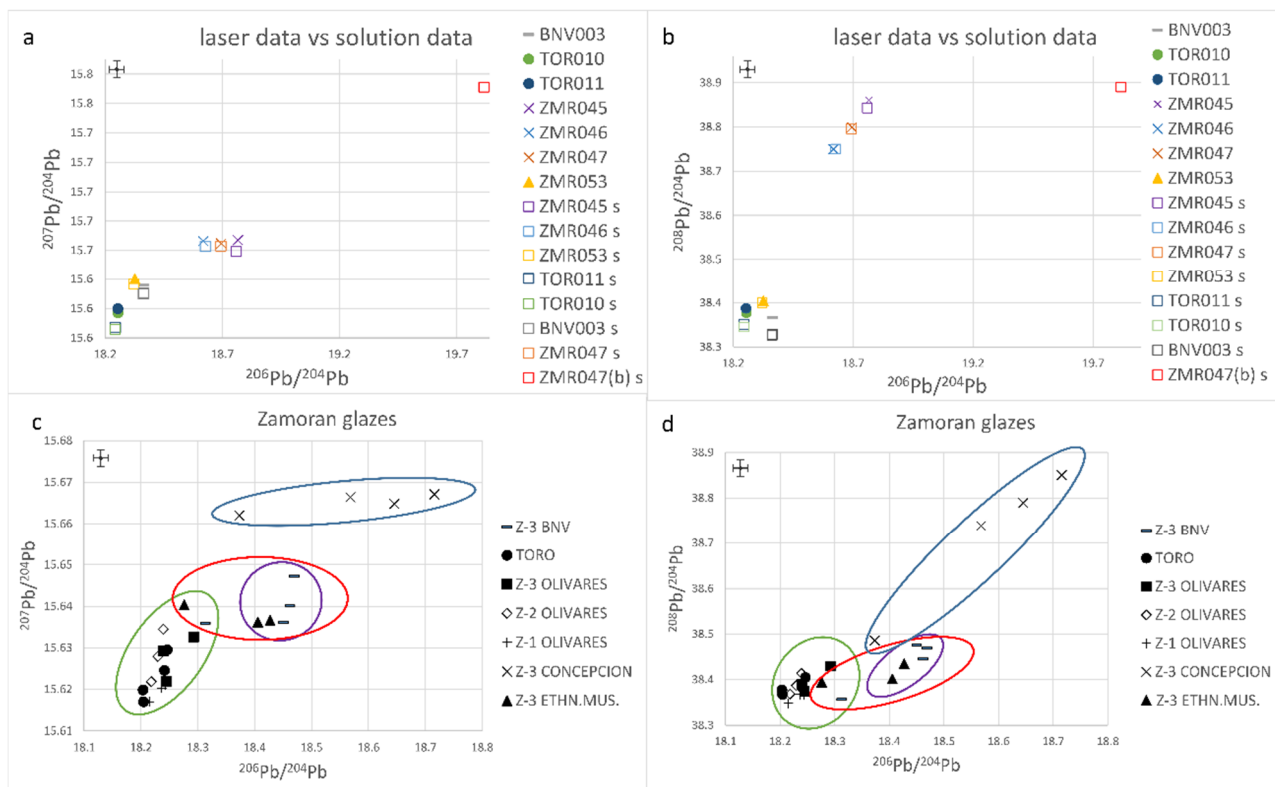 a
laser data vs solution data
15.8
15.8
15.7
15.7
15.7
15.7
15.7
15.6
15.6
15.6
²⁰⁷Pb/²⁰⁴Pb
18.2 18.7 19.2 19.7
²⁰⁶Pb/²⁰⁴Pb
BNV003
TOR010
TOR011
ZMR045
ZMR046
ZMR047
ZMR053
ZMR045 s
ZMR046 s
ZMR053 s
TOR011 s
TOR010 s
BNV003 s
ZMR047 s
ZMR047(b) s
b
laser data vs solution data
38.9
38.8
38.7
38.6
38.5
38.4
38.3
²⁰⁸Pb/²⁰⁴Pb
18.2 18.7 19.2 19.7
²⁰⁶Pb/²⁰⁴Pb
BNV003
TOR010
TOR011
ZMR045
ZMR046
ZMR047
ZMR053
ZMR045 s
ZMR046 s
ZMR047 s
ZMR053 s
TOR011 s
TOR010 s
BNV003 s
ZMR047(b) s
c
Zamoran glazes
15.68
15.67
15.66
15.65
15.64
15.63
15.62
15.61
²⁰⁷Pb/²⁰⁴Pb
18.1 18.2 18.3 18.4 18.5 18.6 18.7 18.8
²⁰⁶Pb/²⁰⁴Pb
Z-3 BNV
TORO
Z-3 OLIVARES
Z-2 OLIVARES
Z-1 OLIVARES
Z-3 CONCEPCION
Z-3 ETHN.MUS.
d
Zamoran glazes
38.9
38.8
38.7
38.6
38.5
38.4
38.3
²⁰⁸Pb/²⁰⁴Pb
18.1 18.2 18.3 18.4 18.5 18.6 18.7 18.8
²⁰⁶Pb/²⁰⁴Pb
Z-3 BNV
TORO
Z-3 OLIVARES
Z-2 OLIVARES
Z-1 OLIVARES
Z-3 CONCEPCION
Z-3 ETHN.MUS.